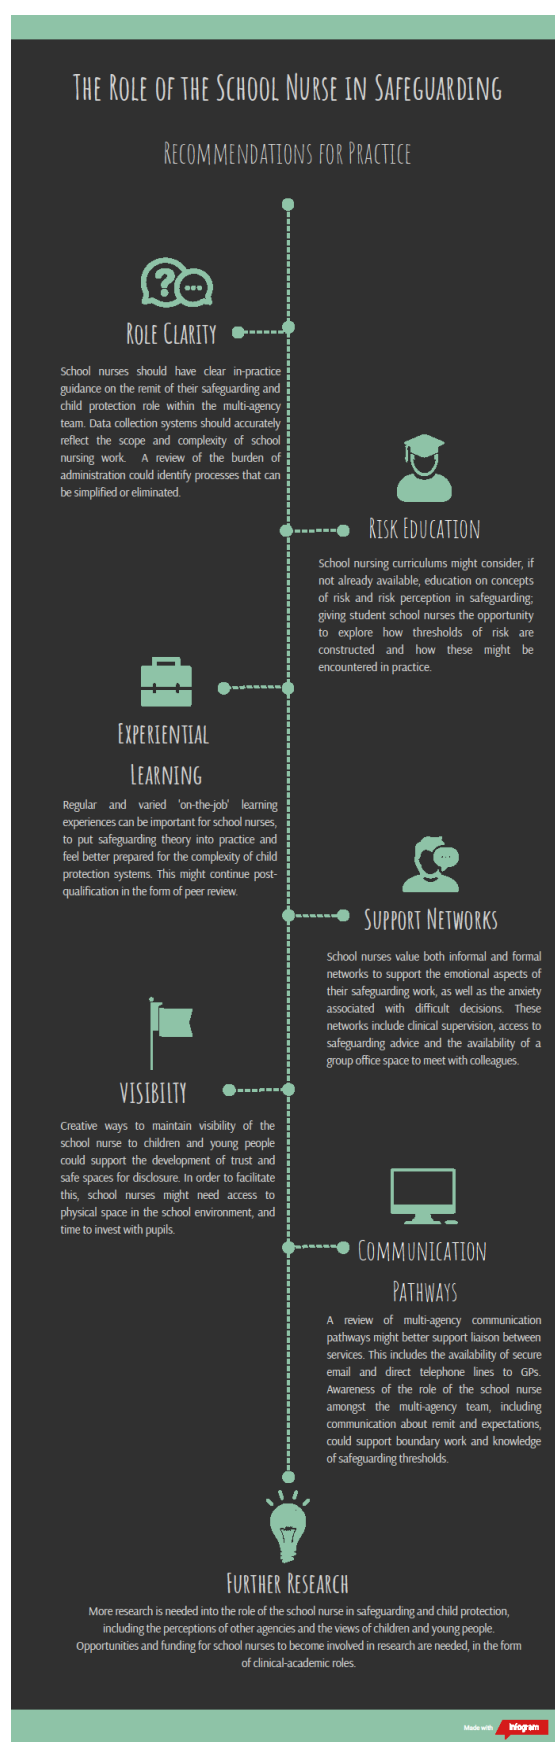 The Role of the School Nurse in Safeguarding
Recommendations for Practice
Role Clarity
School nurses should have clear in-practice
guidance on the remit of their safeguarding and
child protection role within the multi-agency
team. Data collection systems should accurately
reflect the scope and complexity of school
nursing work. A review of the burden of
administration could identify processes that can
be simplified or eliminated.
Risk Education
School nursing curriculums might consider, if
not already available, education on concepts
of risk and risk perception in safeguarding;
giving student school nurses the opportunity
to explore how thresholds of risk are
constructed and how these might be
encountered in practice.
Experiential
Learning
Regular and varied 'on-the-job' learning
experiences can be important for school nurses,
to put safeguarding theory into practice and
feel better prepared for the complexity of child
protection systems. This might continue post-
qualification in the form of peer review.
Support Networks
School nurses value both informal and formal
networks to support the emotional aspects of
their safeguarding work, as well as the anxiety
associated with difficult decisions. These
networks include clinical supervision, access to
safeguarding advice and the availability of a
group office space to meet with colleagues.
VISIBILTY
Creative ways to maintain visibility of the
school nurse to children and young people
could support the development of trust and
safe spaces for disclosure. In order to facilitate
this, school nurses might need access to
physical space in the school environment, and
time to invest with pupils.
Communication
Pathways
A review of multi-agency communication
pathways might better support liaison between
services. This includes the availability of secure
email and direct telephone lines to GPs.
Awareness of the role of the school nurse
amongst the multi-agency team, including
communication about remit and expectations,
could support boundary work and knowledge
of safeguarding thresholds.
Further Research
More research is needed into the role of the school nurse in safeguarding and child protection,
including the perceptions of other agencies and the views of children and young people.
Opportunities and funding for school nurses to become involved in research are needed, in the form
of clinical-academic roles.
Made with infogram